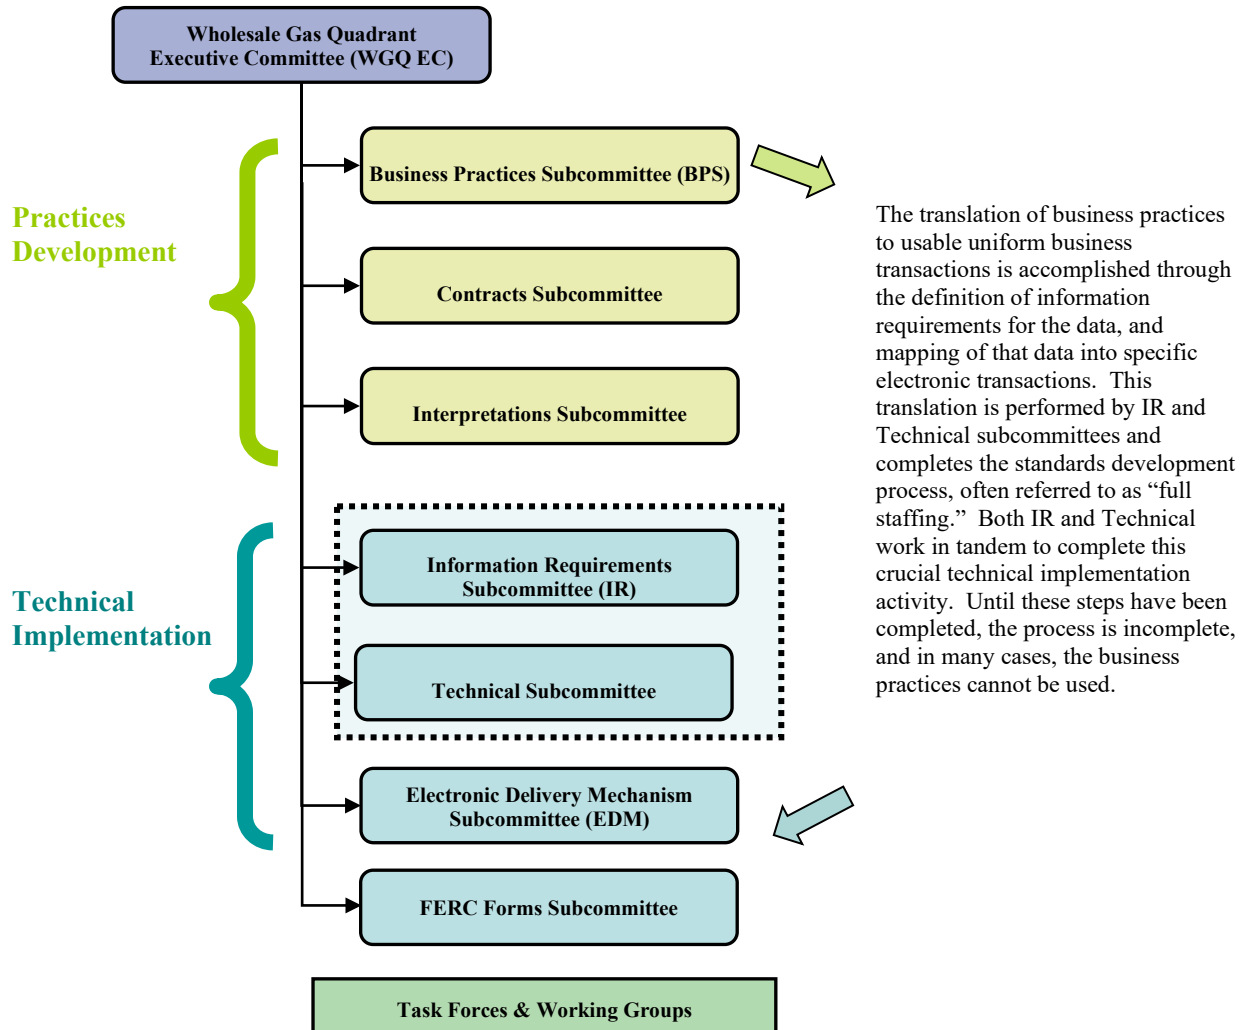 Wholesale Gas Quadrant
Executive Committee (WGQ EC)
Practices
Development
Business Practices Subcommittee (BPS)
Contracts Subcommittee
Interpretations Subcommittee
Technical
Implementation
Information Requirements
Subcommittee (IR)
Technical Subcommittee
Electronic Delivery Mechanism
Subcommittee (EDM)
FERC Forms Subcommittee
Task Forces & Working Groups
The translation of business practices
to usable uniform business
transactions is accomplished through
the definition of information
requirements for the data, and
mapping of that data into specific
electronic transactions.  This
translation is performed by IR and
Technical subcommittees and
completes the standards development
process, often referred to as “full
staffing.”  Both IR and Technical
work in tandem to complete this
crucial technical implementation
activity.  Until these steps have been
completed, the process is incomplete,
and in many cases, the business
practices cannot be used.